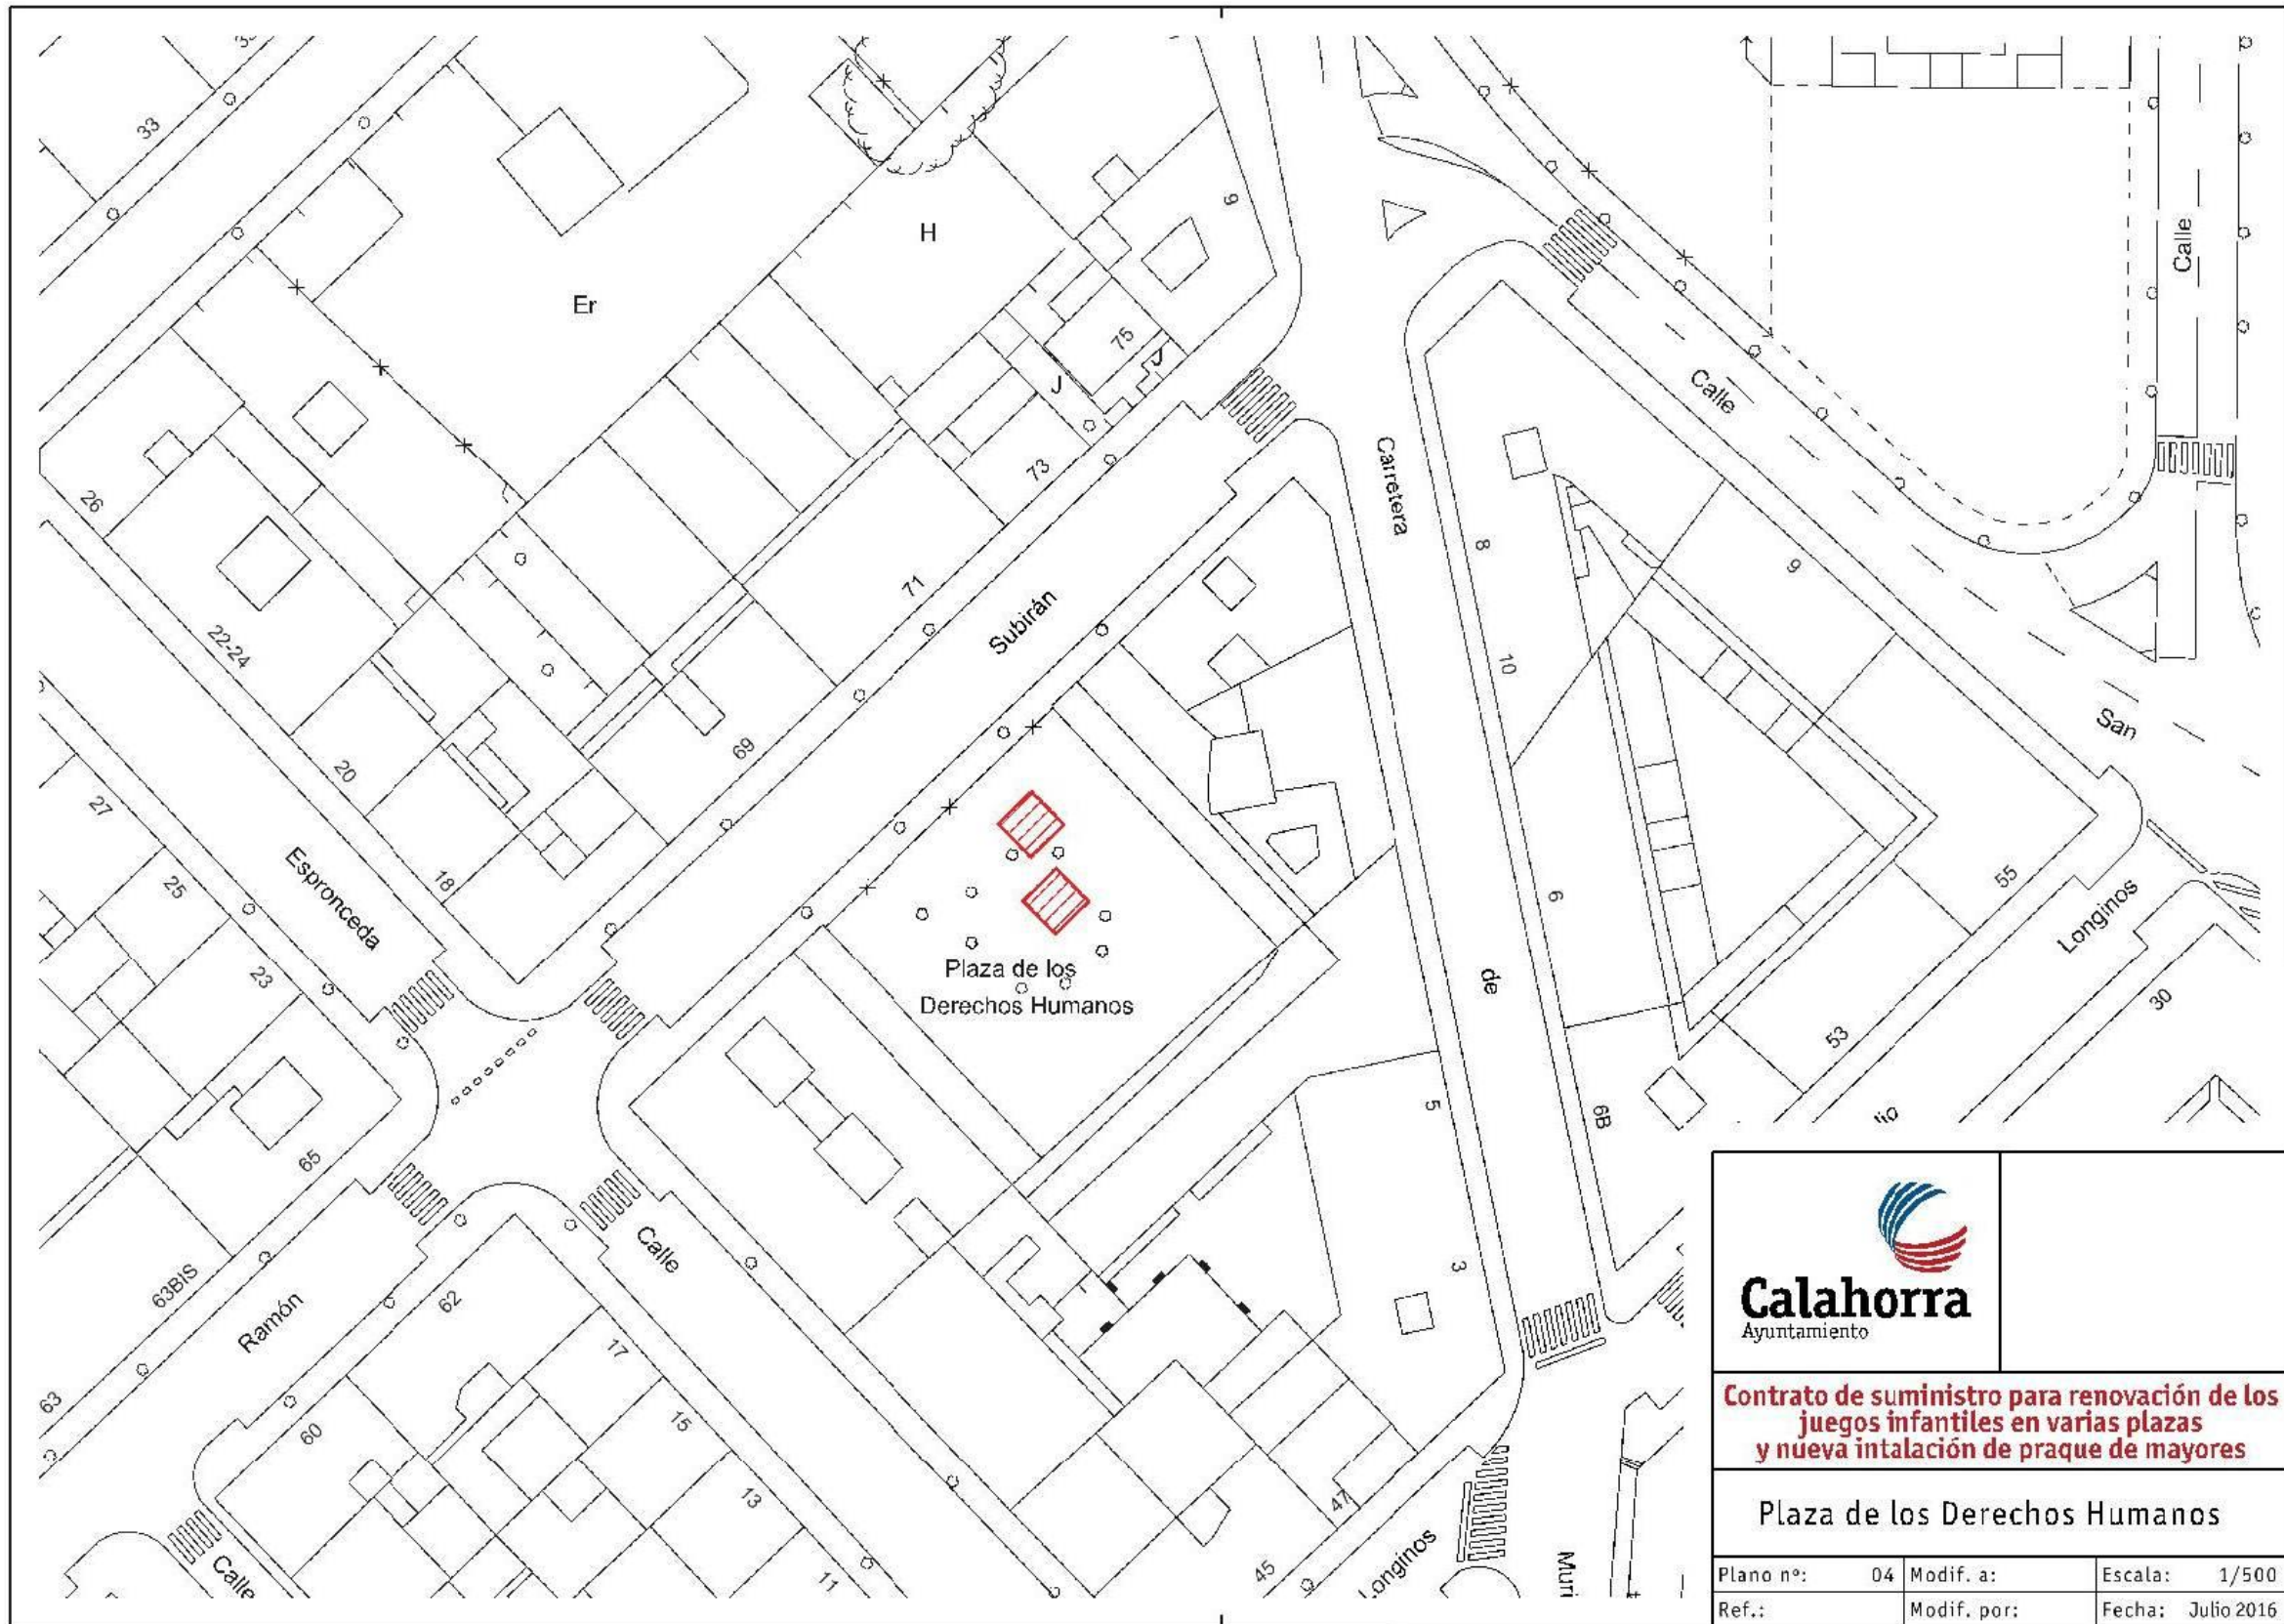 33
Er
H
9
75
J
J
73
71
Subirán
26
22-24
20
18
69
27
25
23
Espronceda
65
63BIS
63
Ramón
62
60
Calle
17
15
13
11
Calle
Plaza de los
Derechos Humanos
Carretera
de
8
10
6
6B
5
3
47
45
Longinos
Muri
Calle
San
Calle
9
55
53
Longinos
30
Calahorra
Ayuntamiento
Contrato de suministro para renovación de los
juegos infantiles en varias plazas
y nueva intalación de praque de mayores
Plaza de los Derechos Humanos
Plano nº: 04 Modif. a: Escala: 1/500
Ref.: Modif. por: Fecha: Julio 2016